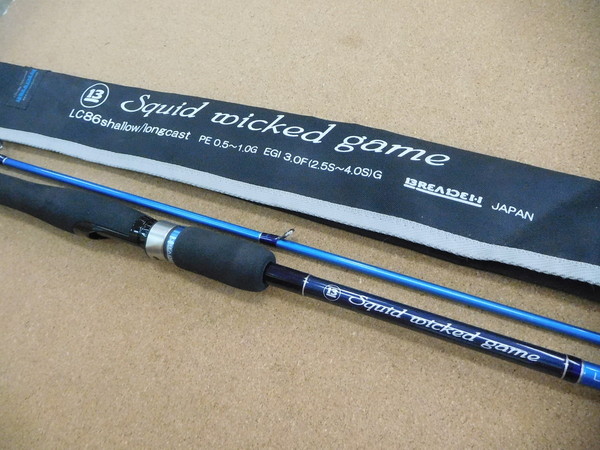 13 Squid wicked game
LC86shallow/longcast PE 0.5~1.0G EGI 3.0F(2.5S~4.0S)G
BREADEN JAPAN
13 Squid wicked game